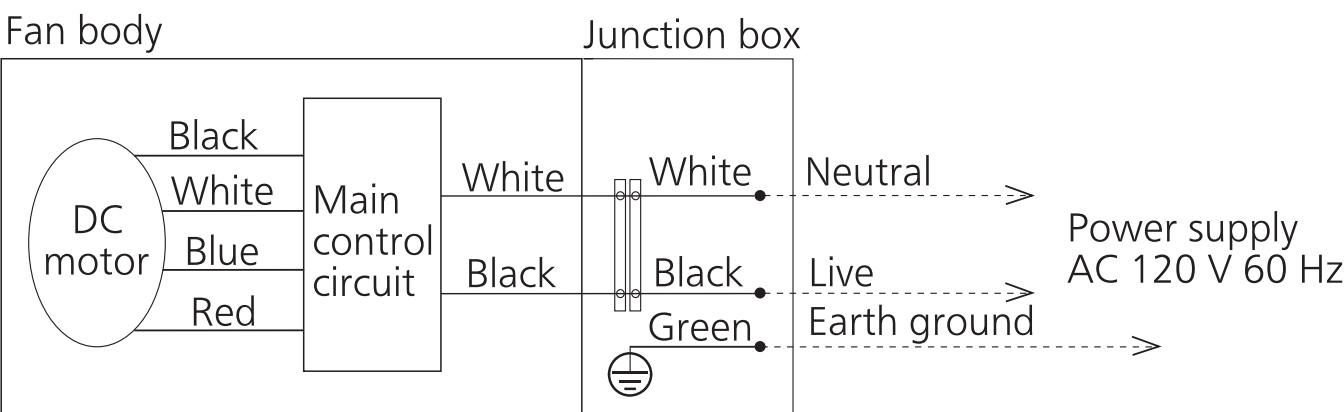 Fan body
Junction box
Black
White
Blue
Red
DC
motor
Main
control
circuit
White
Black
White
Black
Green
Neutral
Live
Earth ground
Power supply
AC 120 V 60 Hz